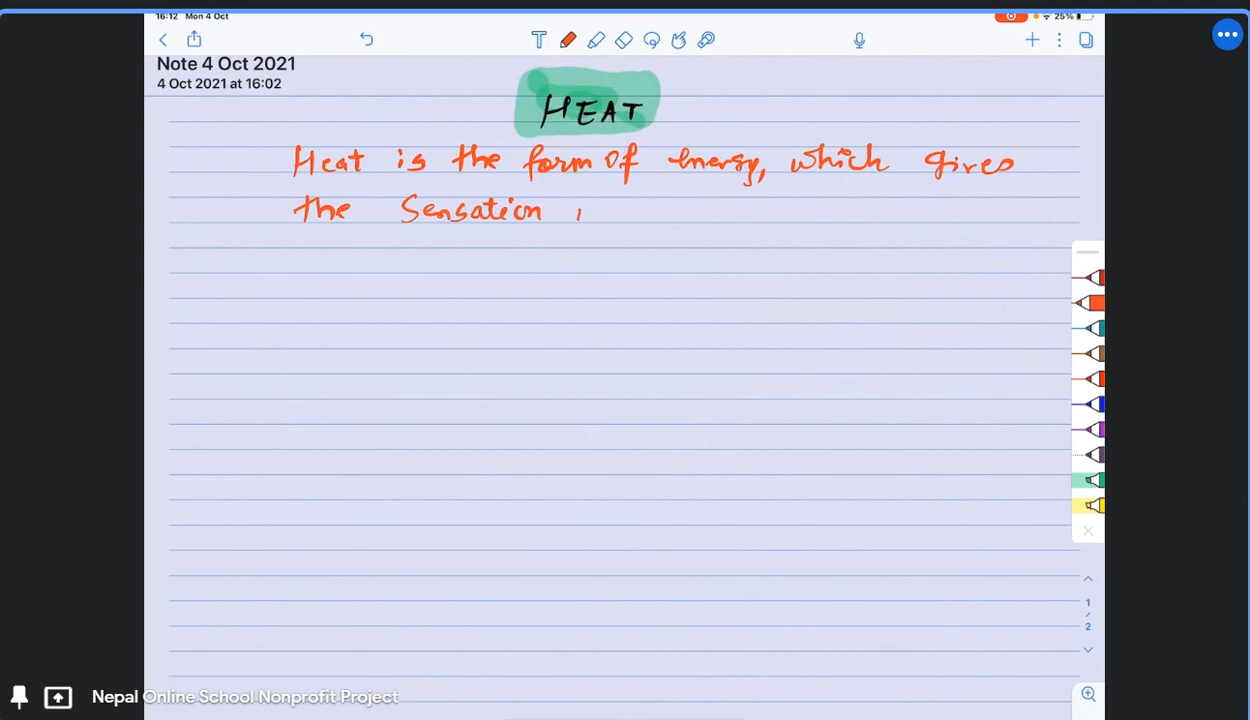 16:12 Mon 4 Oct
25%
Note 4 Oct 2021
4 Oct 2021 at 16:02
HEAT
Heat is the form of energy, which gives
the Sensation
1
2
Nepal Online School Nonprofit Project